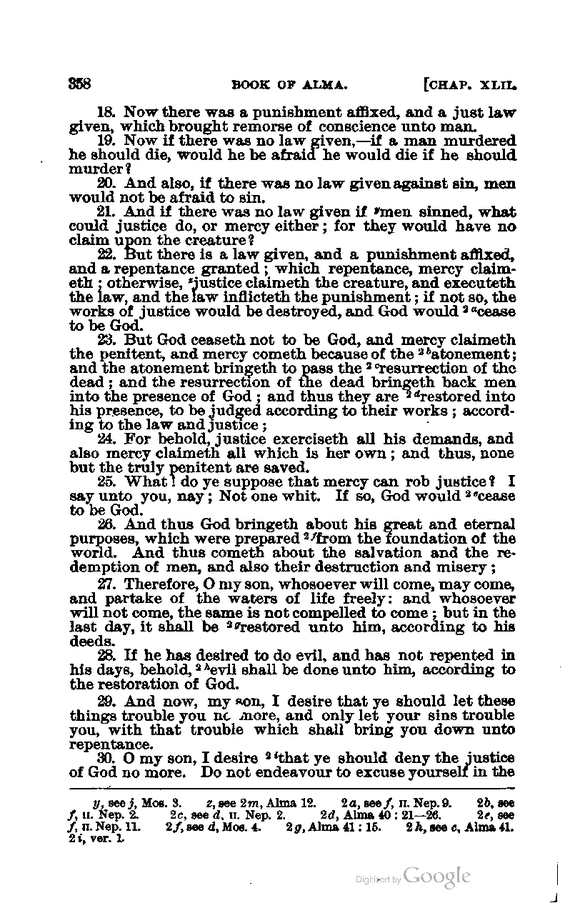 358 BOOK OF ALMA. [CHAP. XLII.
18. Now there was a punishment affixed, and a just law
given, which brought remorse of conscience unto man.
19. Now if there was no law given,—if a man murdered
he should die, would he be afraid he would die if he should
murder?
20. And also, if there was no law given against sin, men
would not be afraid to sin.
21. And if there was no law given if ʸmen sinned, what
could justice do, or mercy either; for they would have no
claim upon the creature?
22. But there is a law given, and a punishment affixed,
and a repentance granted; which repentance, mercy claim-
eth; otherwise, ᶻjustice claimeth the creature, and executeth
the law, and the law inflicteth the punishment; if not so, the
works of justice would be destroyed, and God would ²ᵃcease
to be God.
23. But God ceaseth not to be God, and mercy claimeth
the penitent, and mercy cometh because of the ²ᵇatonement;
and the atonement bringeth to pass the ²ᶜresurrection of the
dead; and the resurrection of the dead bringeth back men
into the presence of God; and thus they are ²ᵈrestored into
his presence, to be judged according to their works; accord-
ing to the law and justice;
24. For behold, justice exerciseth all his demands, and
also mercy claimeth all which is her own; and thus, none
but the truly penitent are saved.
25. What! do ye suppose that mercy can rob justice? I
say unto you, nay; Not one whit. If so, God would ²ᵉcease
to be God.
26. And thus God bringeth about his great and eternal
purposes, which were prepared ²ᶠfrom the foundation of the
world. And thus cometh about the salvation and the re-
demption of men, and also their destruction and misery;
27. Therefore, O my son, whosoever will come, may come,
and partake of the waters of life freely: and whosoever
will not come, the same is not compelled to come; but in the
last day, it shall be ²ᵍrestored unto him, according to his
deeds.
28. If he has desired to do evil, and has not repented in
his days, behold, ²ʰevil shall be done unto him, according to
the restoration of God.
29. And now, my son, I desire that ye should let these
things trouble you no more, and only let your sins trouble
you, with that trouble which shall bring you down unto
repentance.
30. O my son, I desire ²ⁱthat ye should deny the justice
of God no more. Do not endeavour to excuse yourself in the
y, see j, Mos. 3. z, see 2m, Alma 12. 2a, see f, II. Nep. 9. 2b, see
f, II. Nep. 2. 2c, see d, II. Nep. 2. 2d, Alma 40:21—26. 2e, see
f, II. Nep. 11. 2f, see d, Mos. 4. 2g, Alma 41:15. 2h, see c, Alma 41.
2i, ver. 1.
Digitized by Google